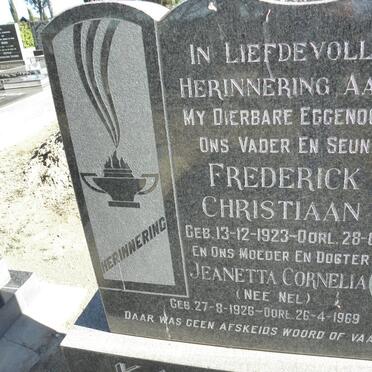 IN LIEFDEVOLL
HERINNERING AA
MY DIERBARE EGGENOO
ONS VADER EN SEUN
FREDERICK
CHRISTIAAN
GEB. 13-12-1923-OORL. 28-
EN ONS MOEDER EN DOGTER
JEANETTA CORNELIA
(NEE NEL)
GEB. 27-8-1926-OORL. 26-4-1969
DAAR WAS GEEN AFSKEIDS WOORD OF VAA
HERINNERING